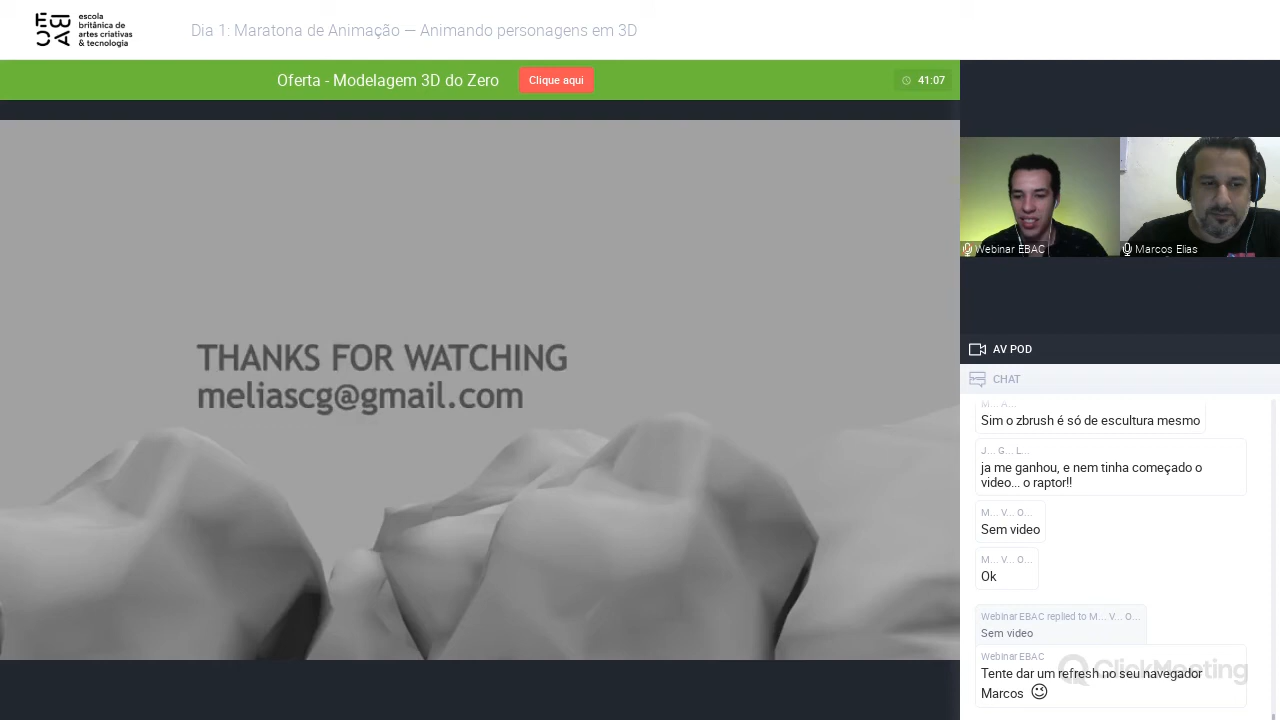 escola
britânica de
artes criativas
& tecnologia
EBAC
Dia 1: Maratona de Animação — Animando personagens em 3D
Oferta - Modelagem 3D do Zero
Clique aqui
41:07
THANKS FOR WATCHING
meliascg@gmail.com
Webinar EBAC
Marcos Elias
AV POD
CHAT
M... A...
Sim o zbrush é só de escultura mesmo
J... G... L...
ja me ganhou, e nem tinha começado o
video... o raptor!!
M... V... O...
Sem video
M... V... O...
Ok
Webinar EBAC replied to M... V... O...
Sem video
Webinar EBAC
Tente dar um refresh no seu navegador
Marcos
ClickMeeting